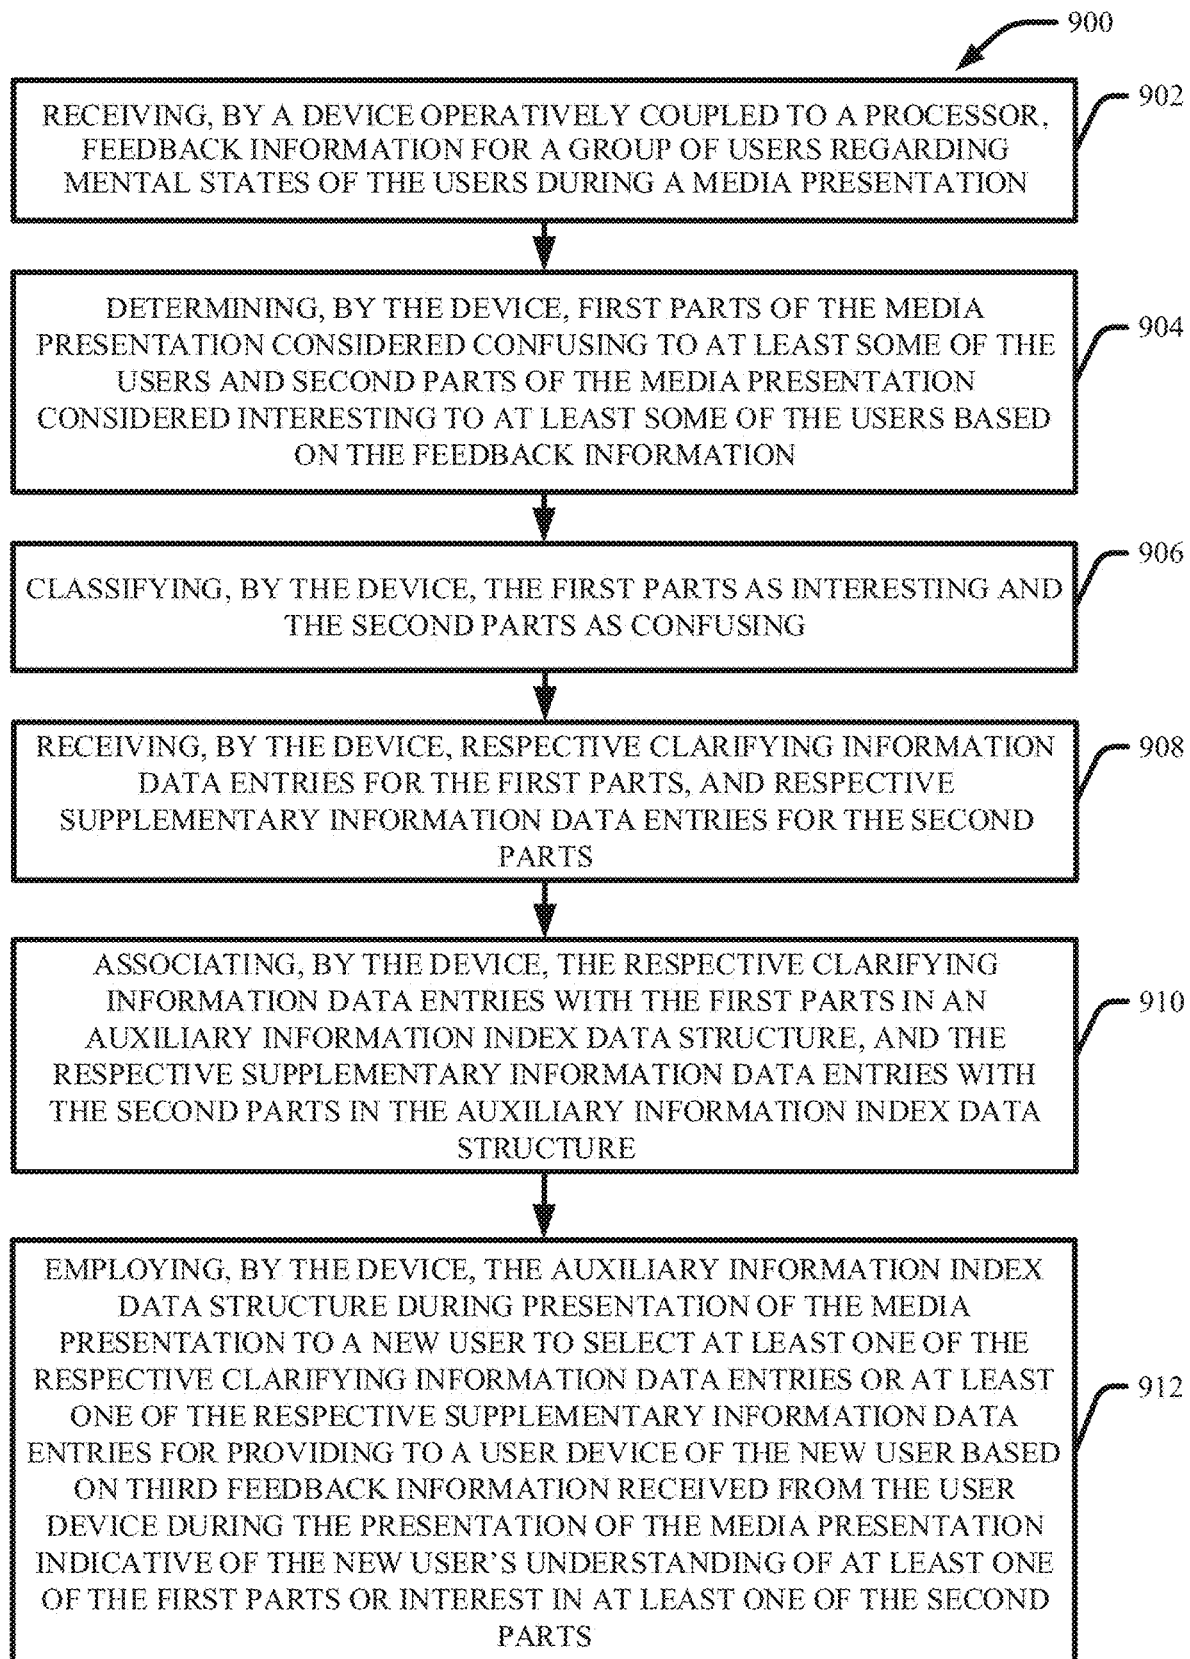 900
RECEIVING, BY A DEVICE OPERATIVELY COUPLED TO A PROCESSOR,
FEEDBACK INFORMATION FOR A GROUP OF USERS REGARDING
MENTAL STATES OF THE USERS DURING A MEDIA PRESENTATION
902
DETERMINING, BY THE DEVICE, FIRST PARTS OF THE MEDIA
PRESENTATION CONSIDERED CONFUSING TO AT LEAST SOME OF THE
USERS AND SECOND PARTS OF THE MEDIA PRESENTATION
CONSIDERED INTERESTING TO AT LEAST SOME OF THE USERS BASED
ON THE FEEDBACK INFORMATION
904
CLASSIFYING, BY THE DEVICE, THE FIRST PARTS AS INTERESTING AND
THE SECOND PARTS AS CONFUSING
906
RECEIVING, BY THE DEVICE, RESPECTIVE CLARIFYING INFORMATION
DATA ENTRIES FOR THE FIRST PARTS, AND RESPECTIVE
SUPPLEMENTARY INFORMATION DATA ENTRIES FOR THE SECOND
PARTS
908
ASSOCIATING, BY THE DEVICE, THE RESPECTIVE CLARIFYING
INFORMATION DATA ENTRIES WITH THE FIRST PARTS IN AN
AUXILIARY INFORMATION INDEX DATA STRUCTURE, AND THE
RESPECTIVE SUPPLEMENTARY INFORMATION DATA ENTRIES WITH
THE SECOND PARTS IN THE AUXILIARY INFORMATION INDEX DATA
STRUCTURE
910
EMPLOYING, BY THE DEVICE, THE AUXILIARY INFORMATION INDEX
DATA STRUCTURE DURING PRESENTATION OF THE MEDIA
PRESENTATION TO A NEW USER TO SELECT AT LEAST ONE OF THE
RESPECTIVE CLARIFYING INFORMATION DATA ENTRIES OR AT LEAST
ONE OF THE RESPECTIVE SUPPLEMENTARY INFORMATION DATA
ENTRIES FOR PROVIDING TO A USER DEVICE OF THE NEW USER BASED
ON THIRD FEEDBACK INFORMATION RECEIVED FROM THE USER
DEVICE DURING THE PRESENTATION OF THE MEDIA PRESENTATION
INDICATIVE OF THE NEW USER'S UNDERSTANDING OF AT LEAST ONE
OF THE FIRST PARTS OR INTEREST IN AT LEAST ONE OF THE SECOND
PARTS
912